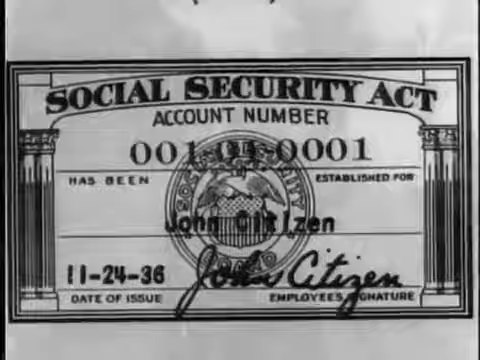 SOCIAL SECURITY ACT
ACCOUNT NUMBER
001-01-0001
HAS BEEN ESTABLISHED FOR
John Citizen
11-24-36 John Citizen
DATE OF ISSUE EMPLOYEES SIGNATURE